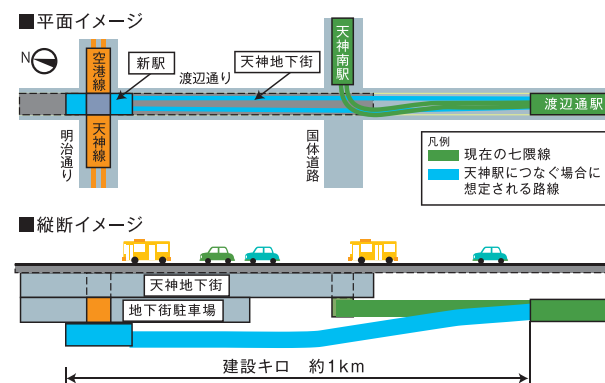 ■平面イメージ
N
空港線
天神線
新駅
渡辺通り
天神地下街
天神南駅
渡辺通駅
明治通り
国体道路
凡例
現在の七隈線
天神駅につなぐ場合に
想定される路線
■縦断イメージ
天神地下街
地下街駐車場
建設キロ 約1km